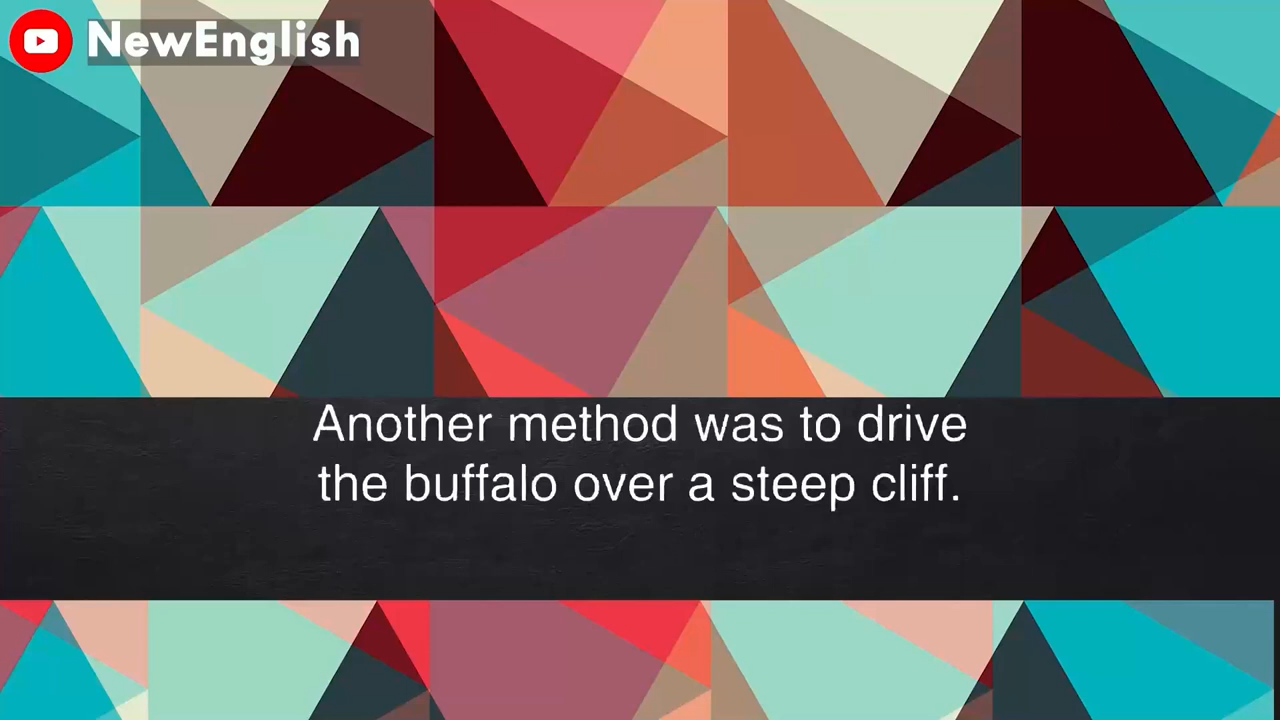 NewEnglish
Another method was to drive
the buffalo over a steep cliff.